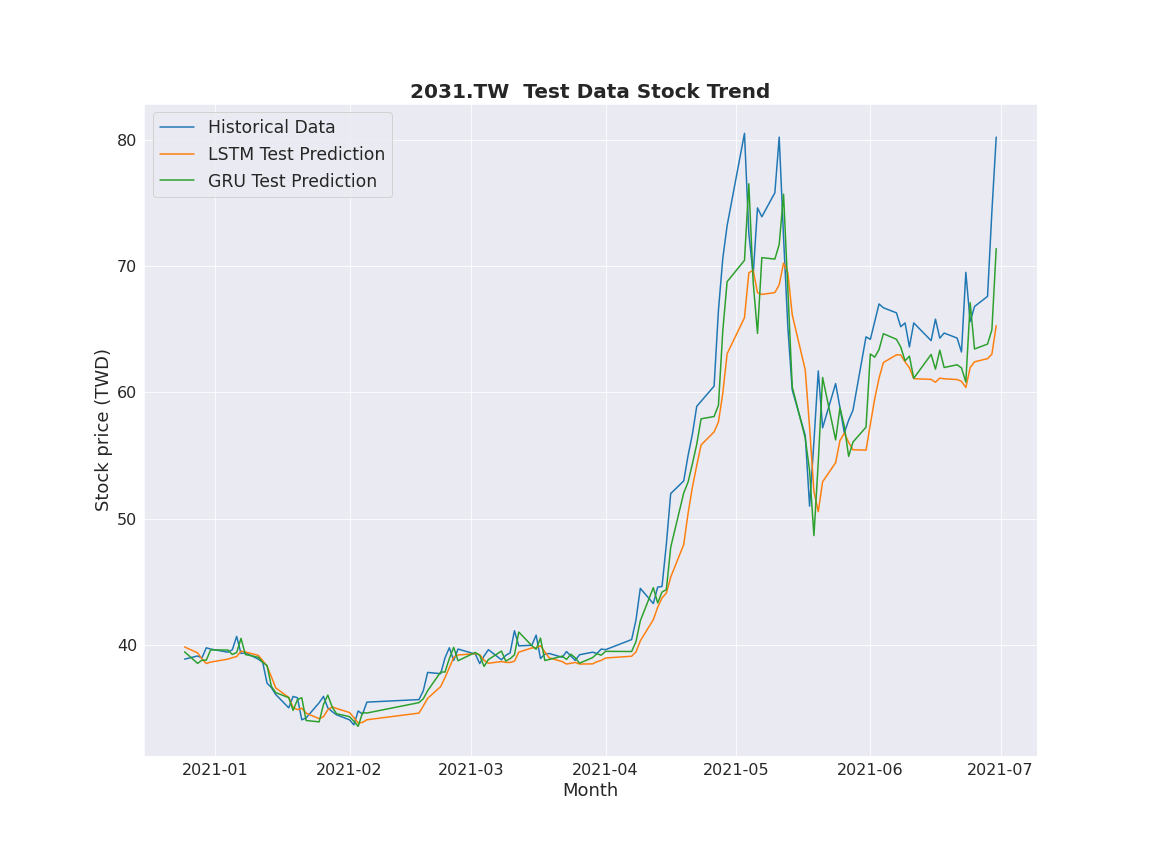 2031.TW  Test Data Stock Trend
Historical Data
LSTM Test Prediction
GRU Test Prediction
80
70
60
50
40
Stock price (TWD)
2021-01 2021-02 2021-03 2021-04 2021-05 2021-06 2021-07
Month